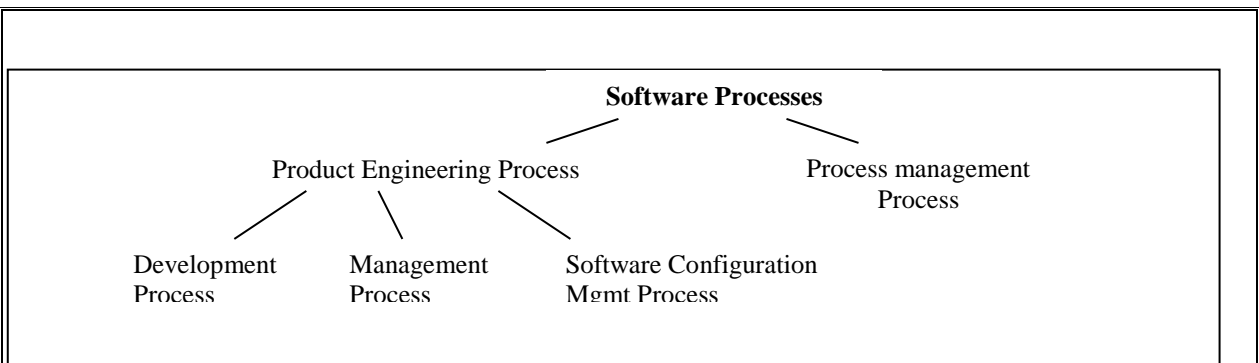 Software Processes
Product Engineering Process
Process management
Process
Development
Process
Management
Process
Software Configuration
Mgmt Process